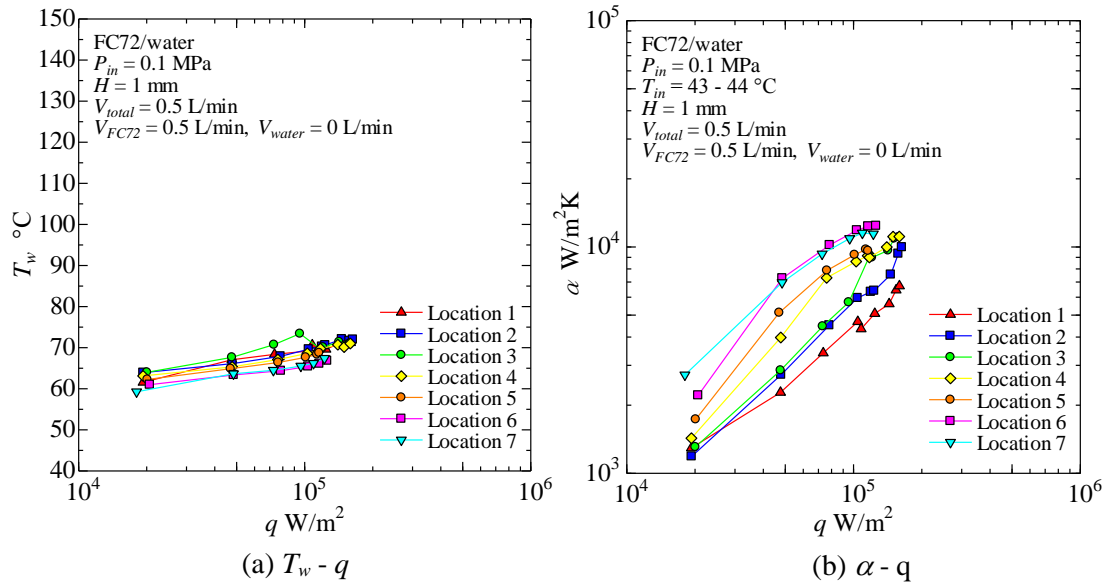 150
140
130
120
110
100
90
80
70
60
50
40
T_w °C
FC72/water
P_in = 0.1 MPa
H = 1 mm
V_total = 0.5 L/min
V_FC72 = 0.5 L/min, V_water = 0 L/min
Location 1
Location 2
Location 3
Location 4
Location 5
Location 6
Location 7
10^4
10^5
10^6
q W/m^2
(a) T_w - q
10^5
10^4
10^3
α W/m^2K
FC72/water
P_in = 0.1 MPa
T_in = 43 - 44 °C
H = 1 mm
V_total = 0.5 L/min
V_FC72 = 0.5 L/min, V_water = 0 L/min
Location 1
Location 2
Location 3
Location 4
Location 5
Location 6
Location 7
10^4
10^5
10^6
q W/m^2
(b) α - q